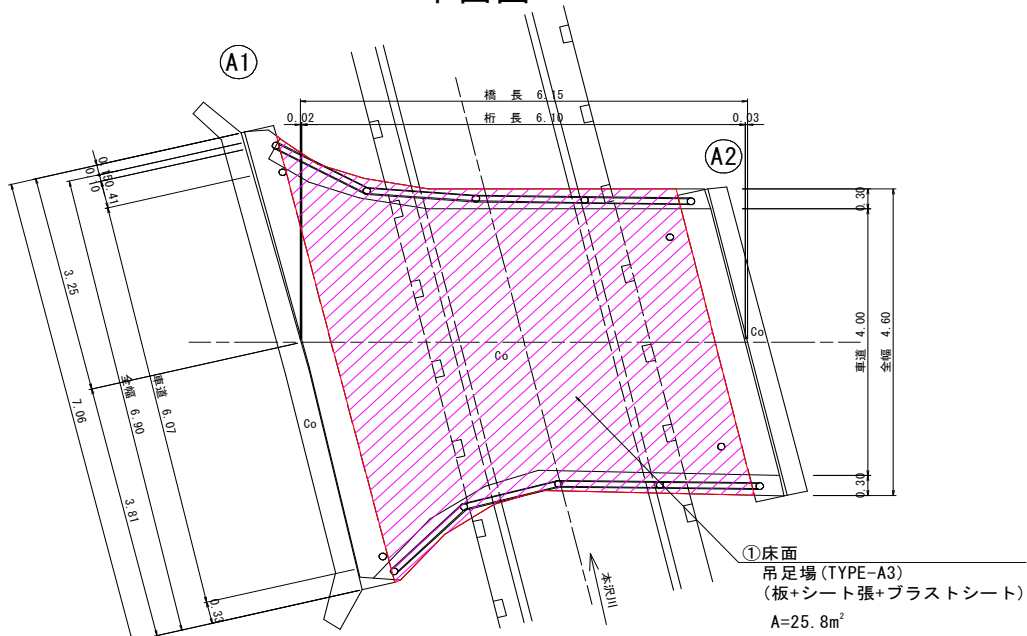 A1
橋 長 6.15
0.02
桁 長 6.10
0.03
A2
0.41
0.10
0.30
3.25
車道 4.00
全幅 4.60
Co
Co
Co
車道 6.07
全幅 6.90
7.06
3.81
0.30
0.33
本沢川
①床面
吊足場(TYPE-A3)
(板+シート張+ブラストシート)
A=25.8m²